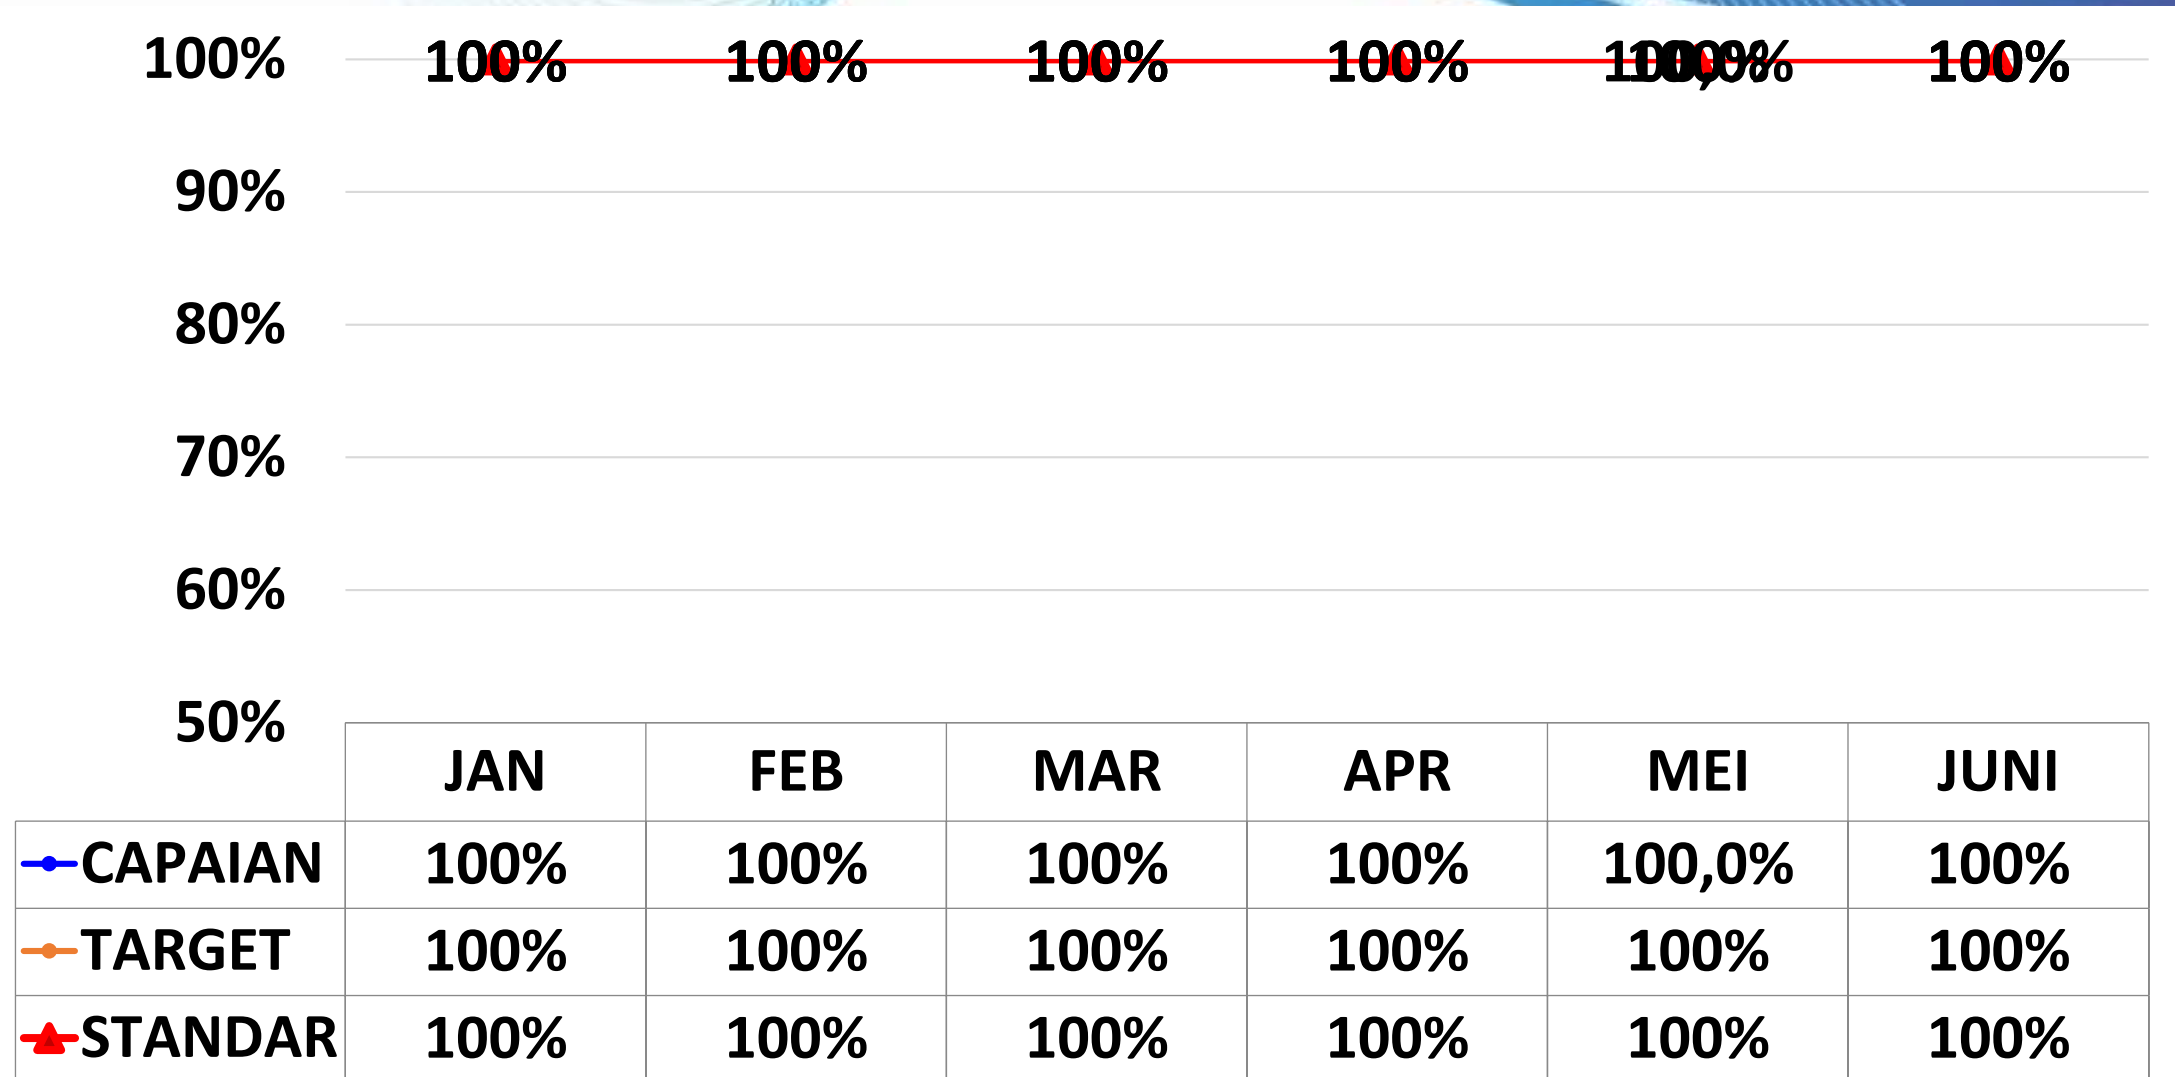 100% 100% 100% 100% 100% 100,0% 100%
90%
80%
70%
60%
50%
JAN FEB MAR APR MEI JUNI
CAPAIAN 100% 100% 100% 100% 100,0% 100%
TARGET 100% 100% 100% 100% 100% 100%
STANDAR 100% 100% 100% 100% 100% 100%